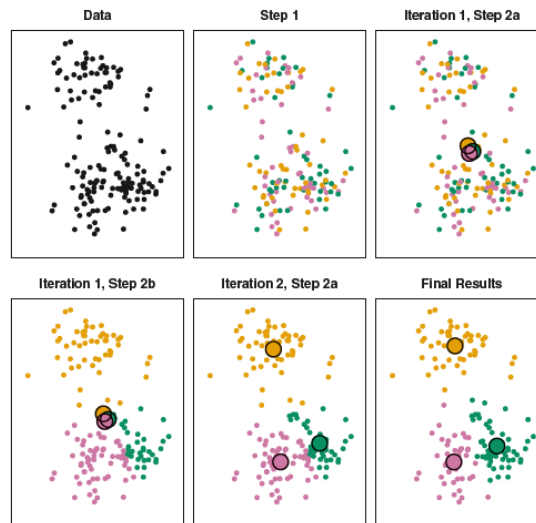 Data
Step 1
Iteration 1, Step 2a
Iteration 1, Step 2b
Iteration 2, Step 2a
Final Results